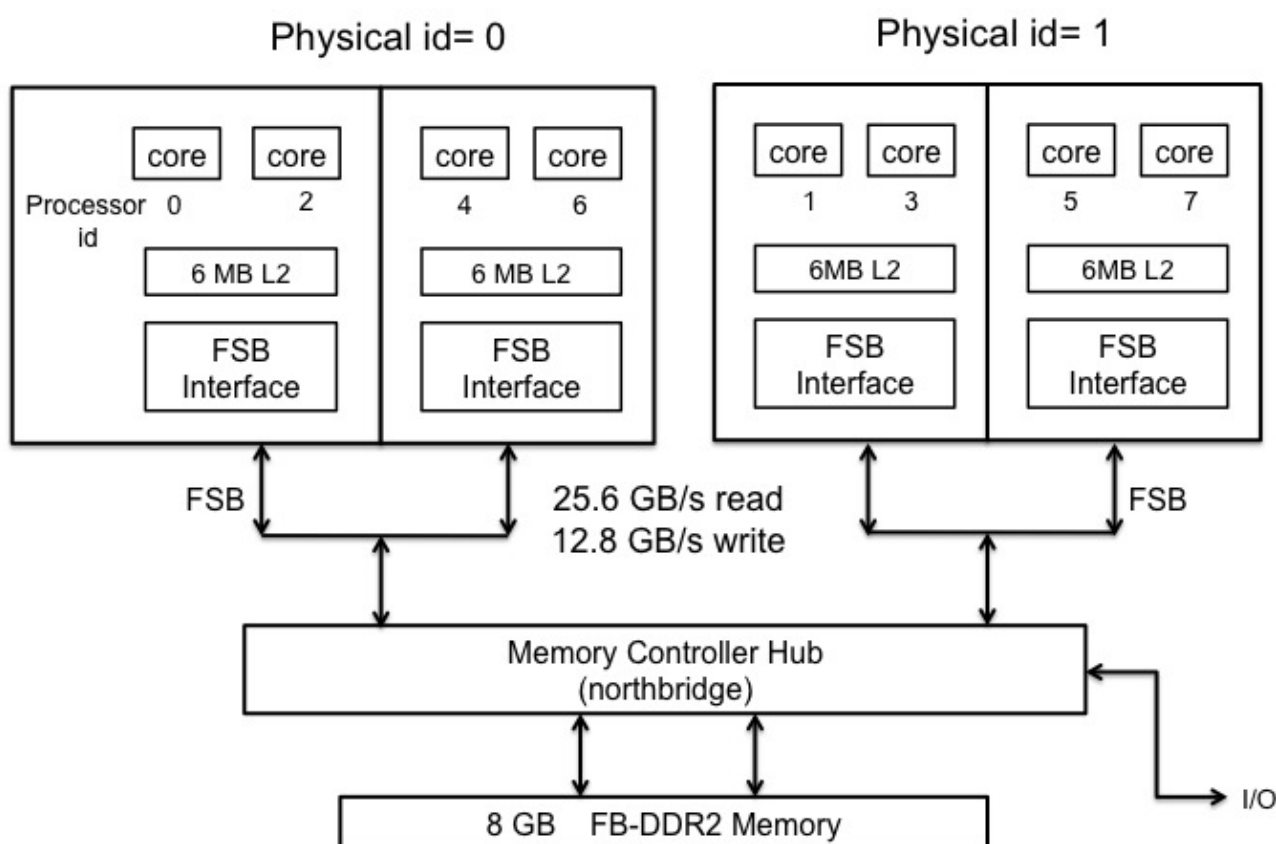 Physical id= 0
Physical id= 1
core
core
core
core
core
core
core
core
Processor
id
0
2
4
6
1
3
5
7
6 MB L2
6 MB L2
6MB L2
6MB L2
FSB
Interface
FSB
Interface
FSB
Interface
FSB
Interface
FSB
25.6 GB/s read
12.8 GB/s write
FSB
Memory Controller Hub
(northbridge)
I/O
8 GB FB-DDR2 Memory